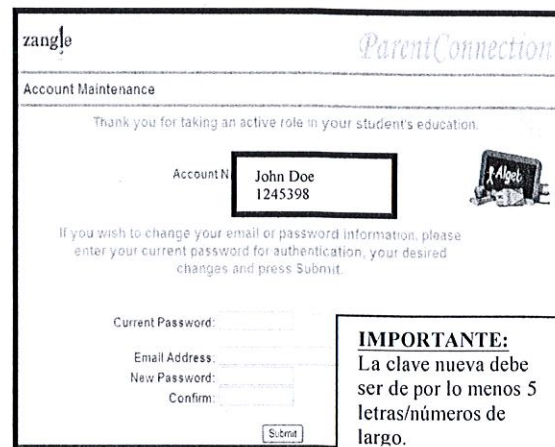 zangle
ParentConnection
Account Maintenance
Thank you for taking an active role in your student's education.
Account N
John Doe
1245398
If you wish to change your email or password information, please
enter your current password for authentication, your desired
changes and press Submit.
Current Password:
Email Address:
New Password:
Confirm:
Submit
IMPORTANTE:
La clave nueva debe
ser de por lo menos 5
letras/números de
largo.